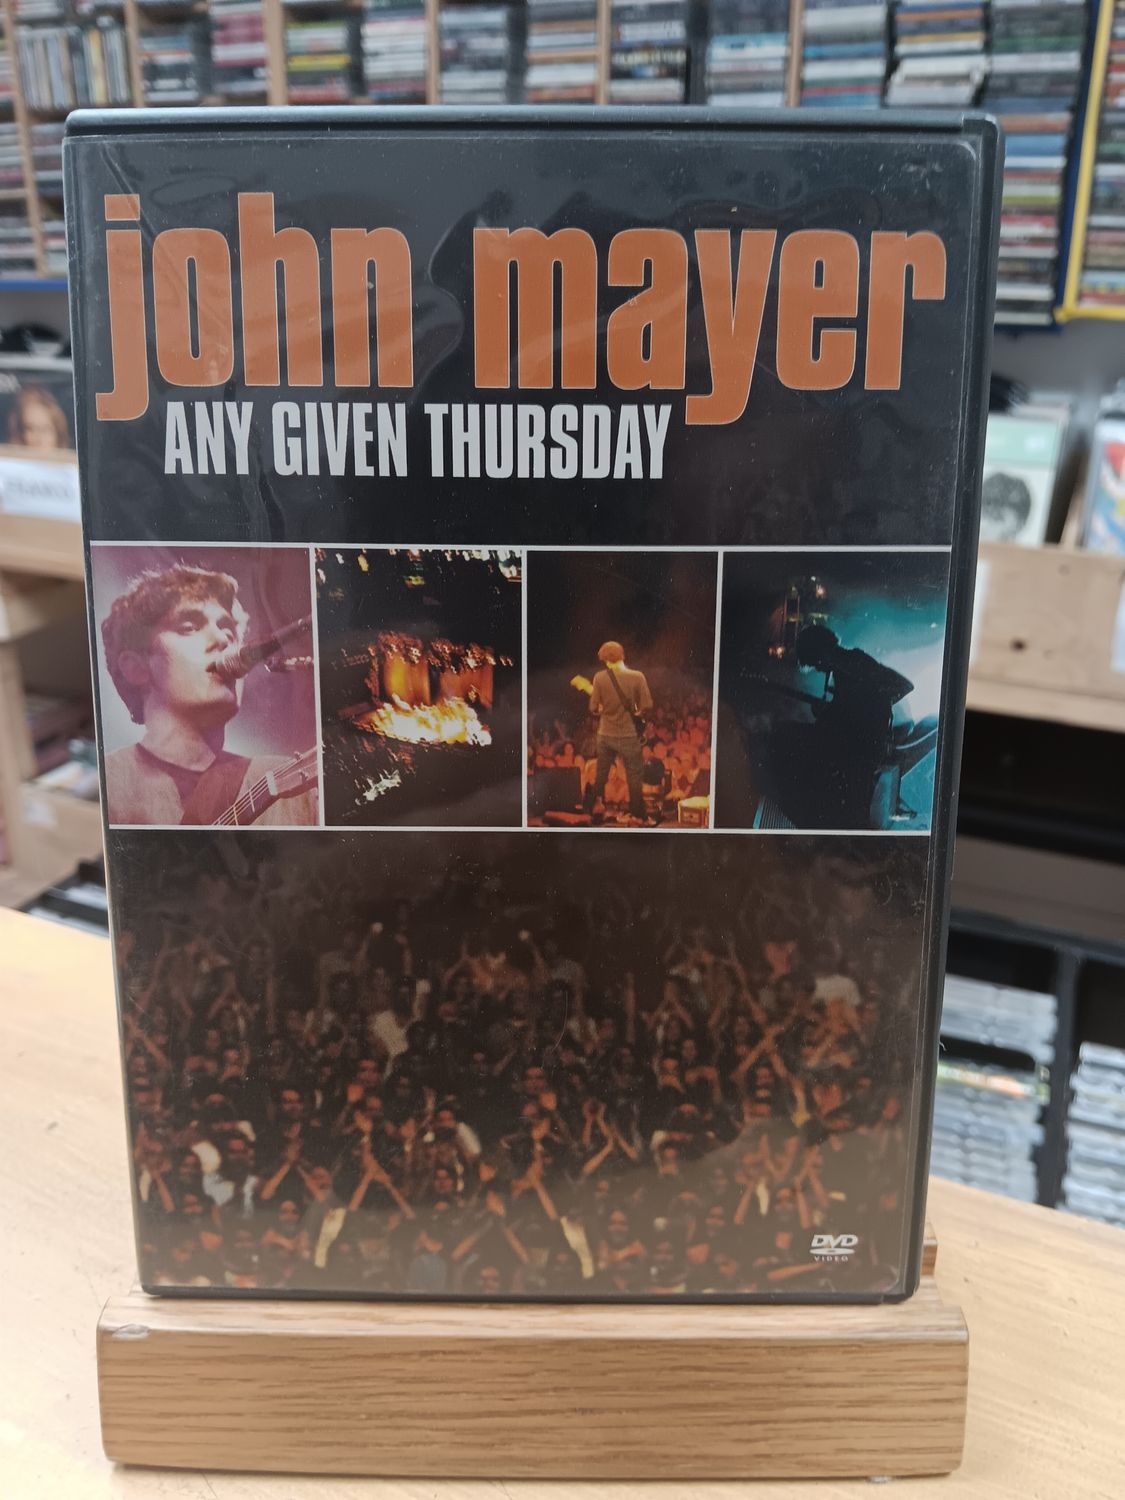 john mayer
ANY GIVEN THURSDAY
DVD
VIDEO